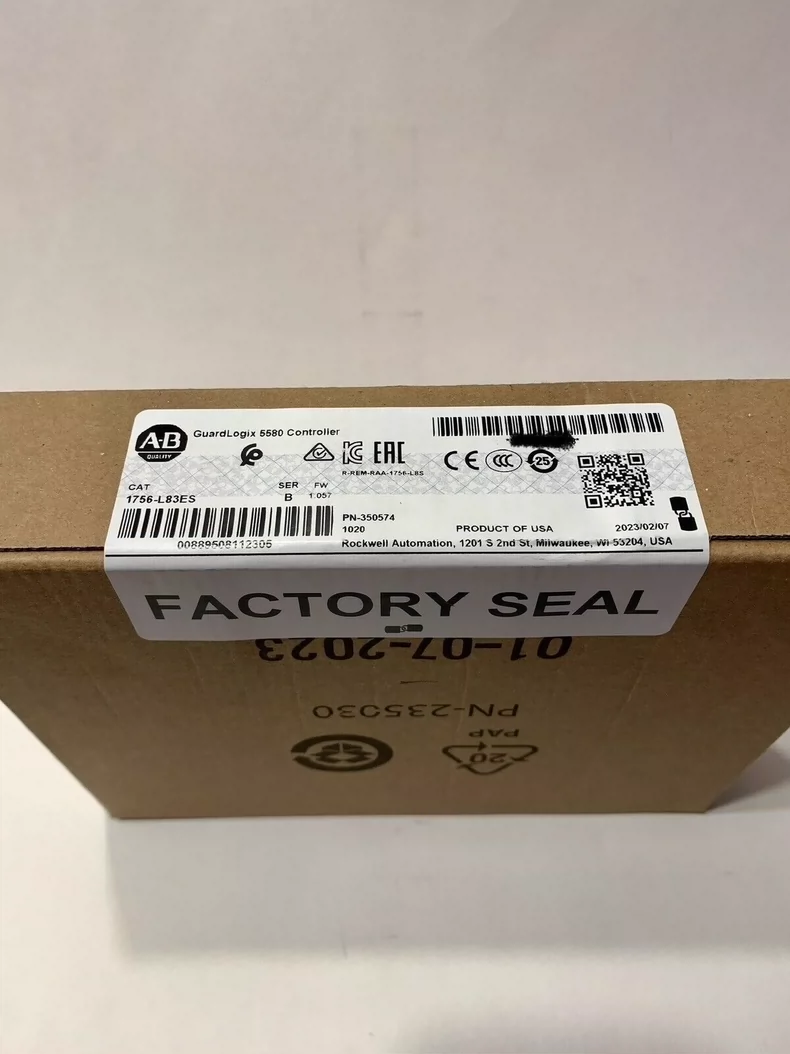 A-B
QUALITY
GuardLogix 5580 Controller
EAC
R-REM-RAA-1756-L8S
CE
CCC
25
CAT
1756-L83ES
SER
B
FW
1.057
00889508112305
PN-350574
1020
PRODUCT OF USA
2023/02/07
Rockwell Automation, 1201 S 2nd St, Milwaukee, WI 53204, USA
FACTORY SEAL
01-07-2023
PN-235030
20
PAP